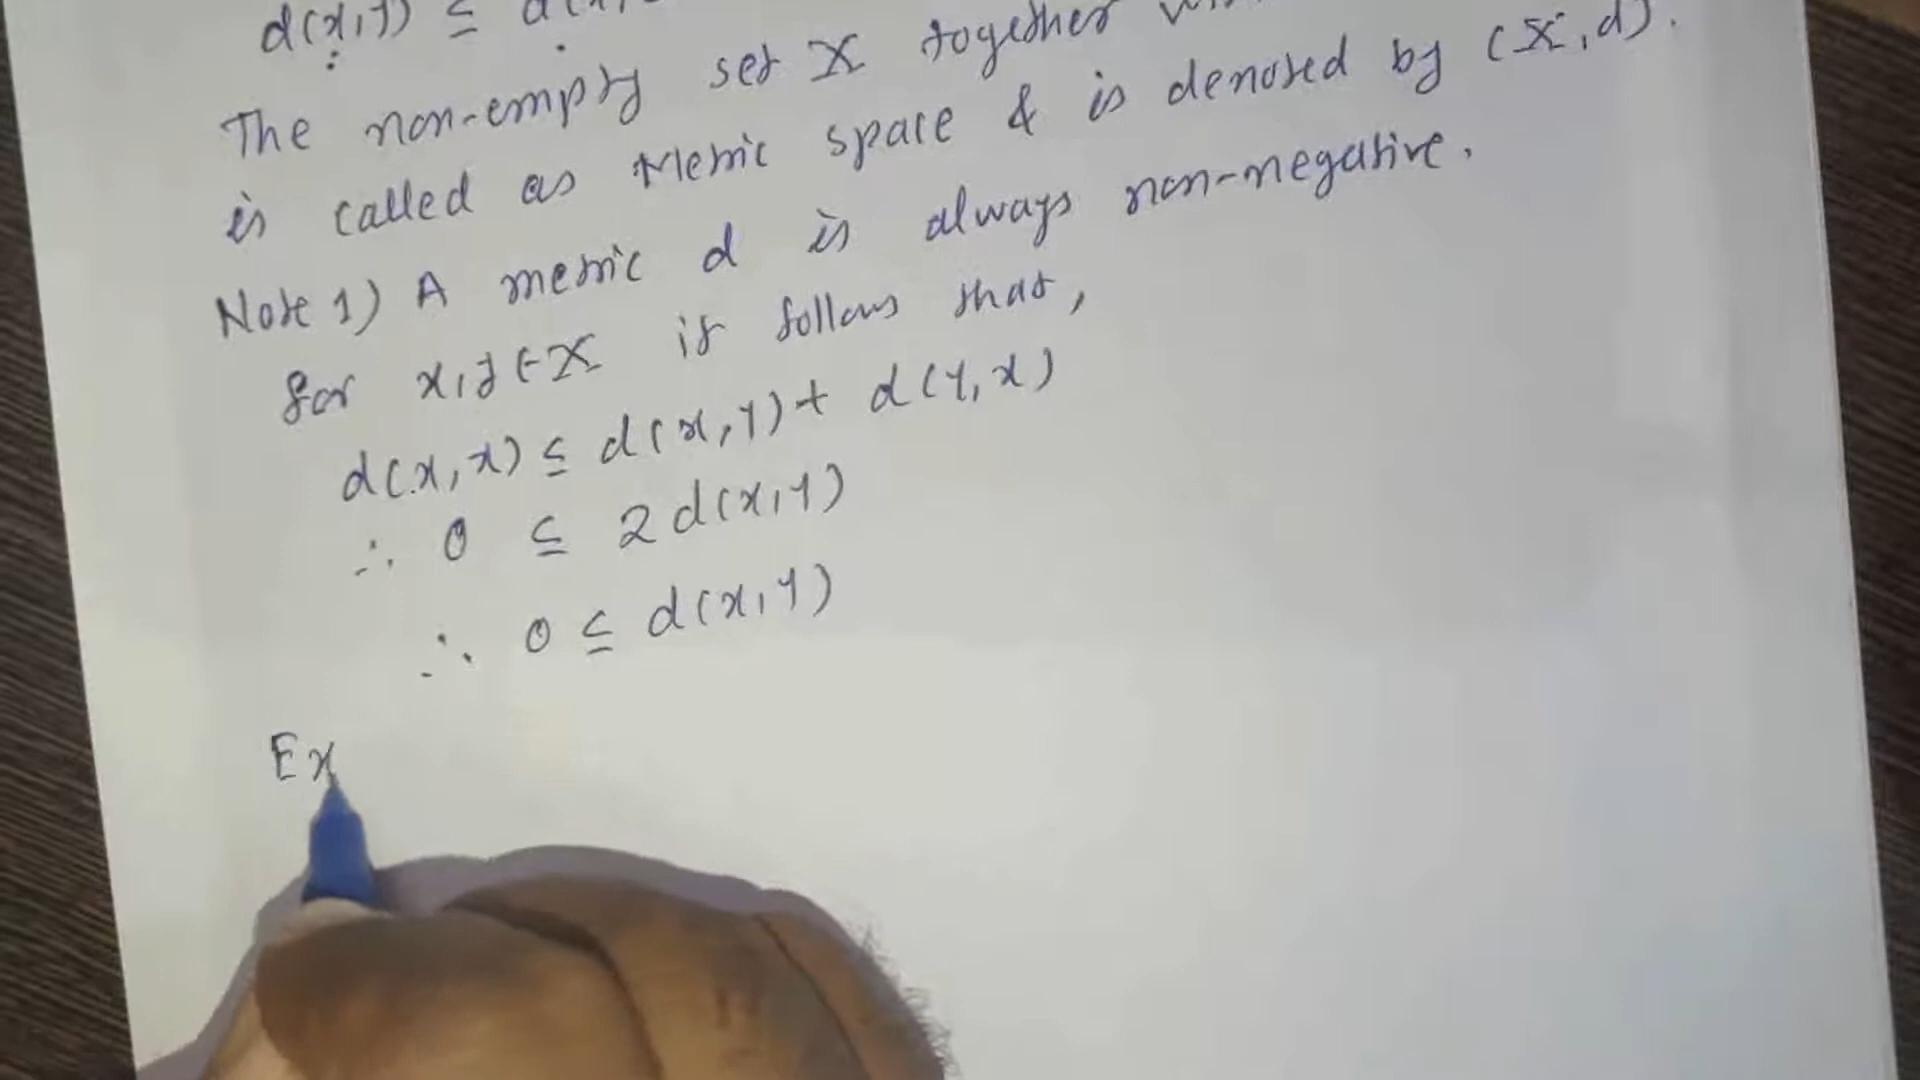 d(x,y) ≤ d(x,
The non-empty set X together
is called as Metric space & is denoted by (X,d).
Note 1) A metric d is always non-negative.
for x,y ∈ X it follows that,
d(x,x) ≤ d(x,y) + d(y,x)
∴ 0 ≤ 2d(x,y)
∴ 0 ≤ d(x,y)
Ex